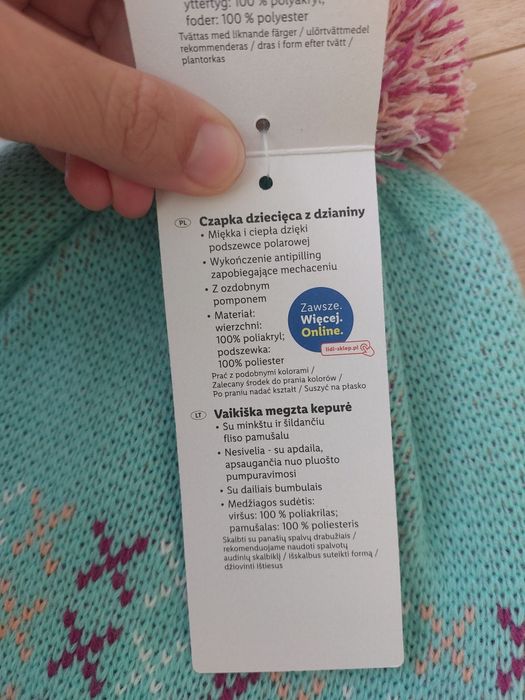 yttertyg: 100 % polyakryl;
foder: 100 % polyester
Tvättas med liknande färger / ulörtvättmedel
rekommenderas / dras i form efter tvätt /
plantorkas
PL Czapka dziecięca z dzianiny
• Miękka i ciepła dzięki
podszewce polarowej
• Wykończenie antipilling
zapobiegające mechaceniu
• Z ozdobnym
pomponem
• Materiał:
wierzchni:
100% poliakryl;
podszewka:
100% poliester
Zawsze.
Więcej.
Online.
lidl-sklep.pl
Prać z podobnymi kolorami /
Zalecany środek do prania kolorów /
Po praniu nadać kształt / Suszyć na płasko
LT Vaikiška megzta kepurė
• Su minkštu ir šildančiu
fliso pamušalu
• Nesivelia - su apdaila,
apsaugančia nuo pluošto
pumpuravimosi
• Su dailiais bumbulais
• Medžiagos sudėtis:
viršus: 100 % poliakrilas;
pamušalas: 100 % poliesteris
Skalbti su panašių spalvų drabužiais /
rekomenduojame naudoti spalvotų
audinių skalbiklį / išskalbus suteikti formą /
džiovinti ištiesus